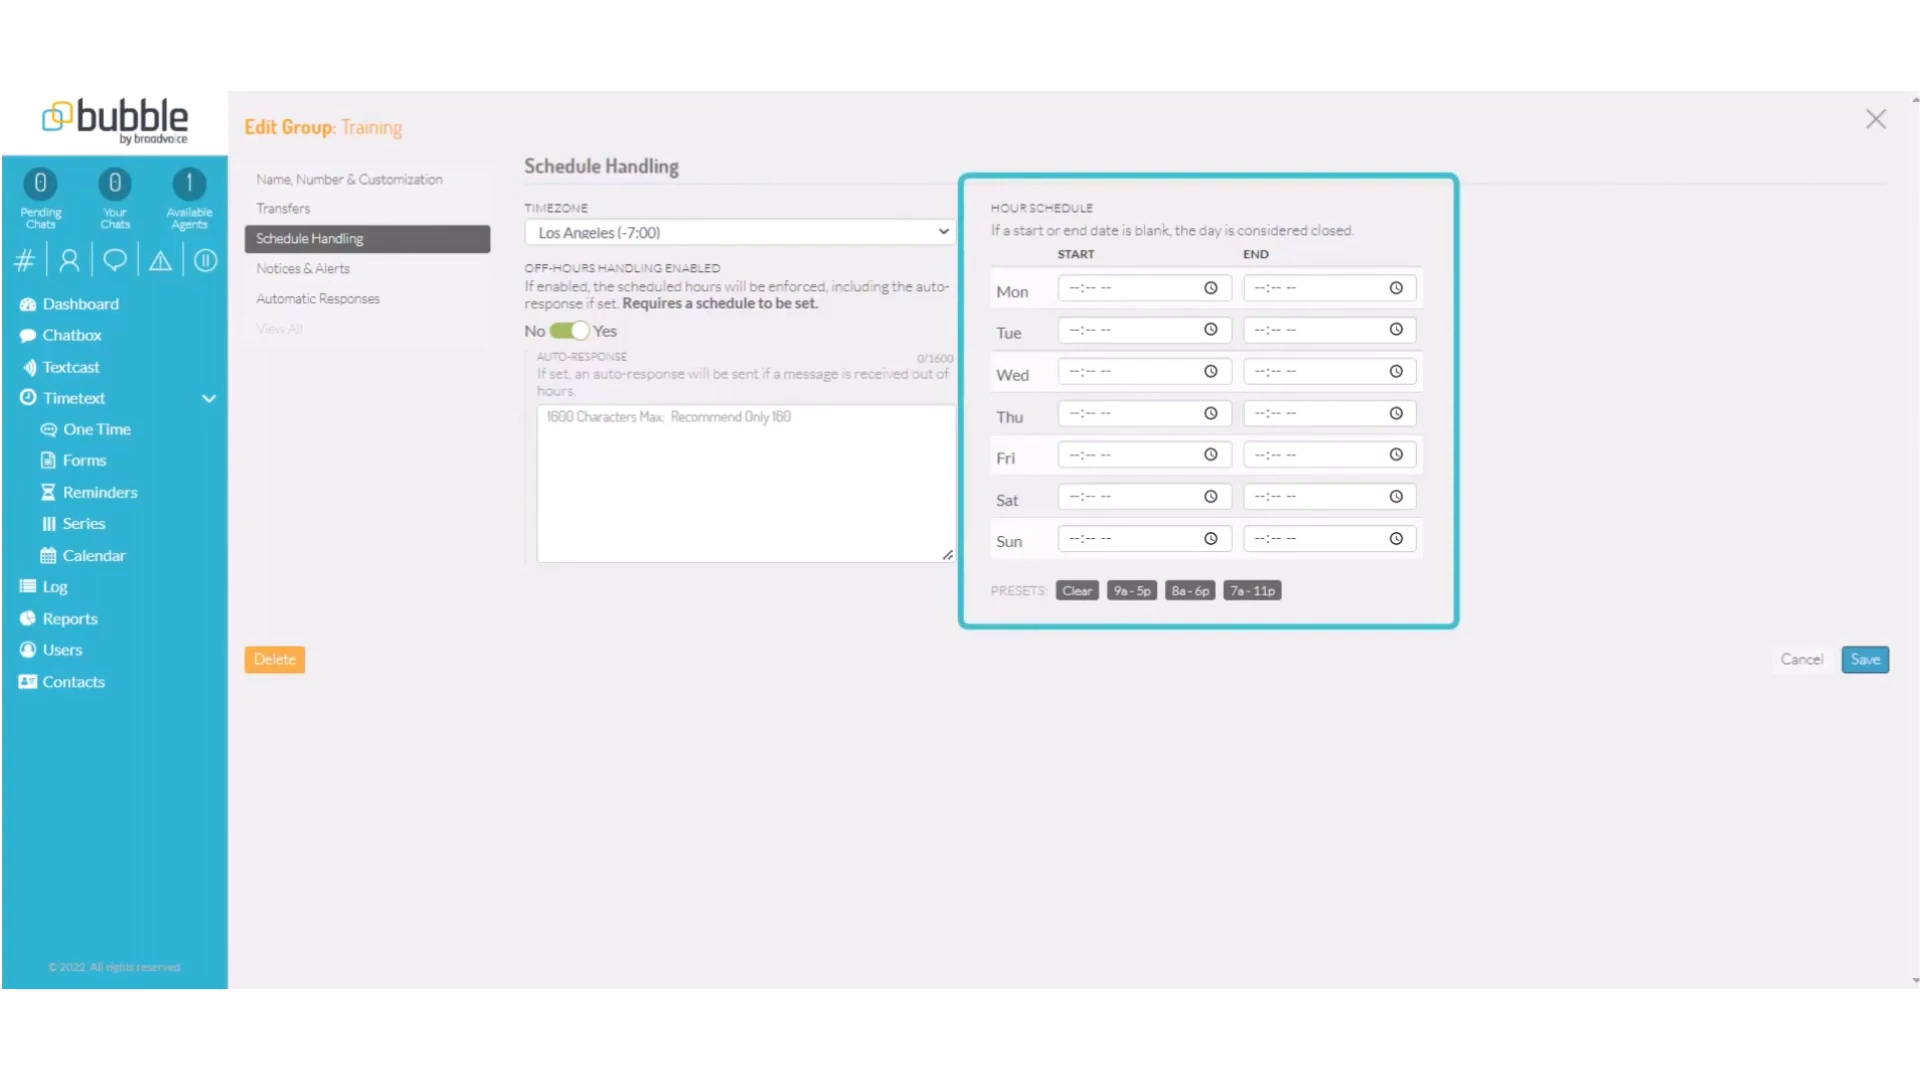 bubble
by broadvoice
0
Pending Chats
0
Your Chats
1
Available Agents
Dashboard
Chatbox
Textcast
Timetext
One Time
Forms
Reminders
Series
Calendar
Log
Reports
Users
Contacts
© 2022. All rights reserved
Edit Group: Training
Name, Number & Customization
Transfers
Schedule Handling
Notices & Alerts
Automatic Responses
View All
Delete
Schedule Handling
TIMEZONE
Los Angeles (-7:00)
OFF-HOURS HANDLING ENABLED
If enabled, the scheduled hours will be enforced, including the auto-
response if set. Requires a schedule to be set.
No Yes
AUTO-RESPONSE 0/1600
If set, an auto-response will be sent if a message is received out of
hours.
1600 Characters Max; Recommend Only 160
HOUR SCHEDULE
If a start or end date is blank, the day is considered closed.
START END
Mon --:-- -- --:-- --
Tue --:-- -- --:-- --
Wed --:-- -- --:-- --
Thu --:-- -- --:-- --
Fri --:-- -- --:-- --
Sat --:-- -- --:-- --
Sun --:-- -- --:-- --
PRESETS: Clear 9a - 5p 8a - 6p 7a - 11p
Cancel Save